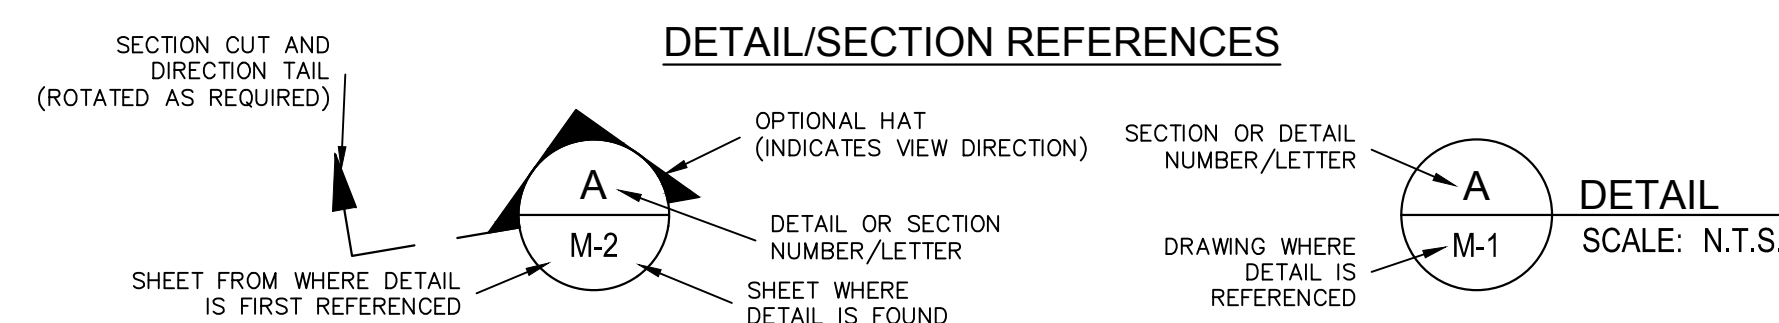 DETAIL/SECTION REFERENCES
SECTION CUT AND
DIRECTION TAIL
(ROTATED AS REQUIRED)
OPTIONAL HAT
(INDICATES VIEW DIRECTION)
A
M-2
DETAIL OR SECTION
NUMBER/LETTER
SHEET FROM WHERE DETAIL
IS FIRST REFERENCED
SHEET WHERE
DETAIL IS FOUND
SECTION OR DETAIL
NUMBER/LETTER
A
M-1
DETAIL
SCALE: N.T.S.
DRAWING WHERE
DETAIL IS
REFERENCED